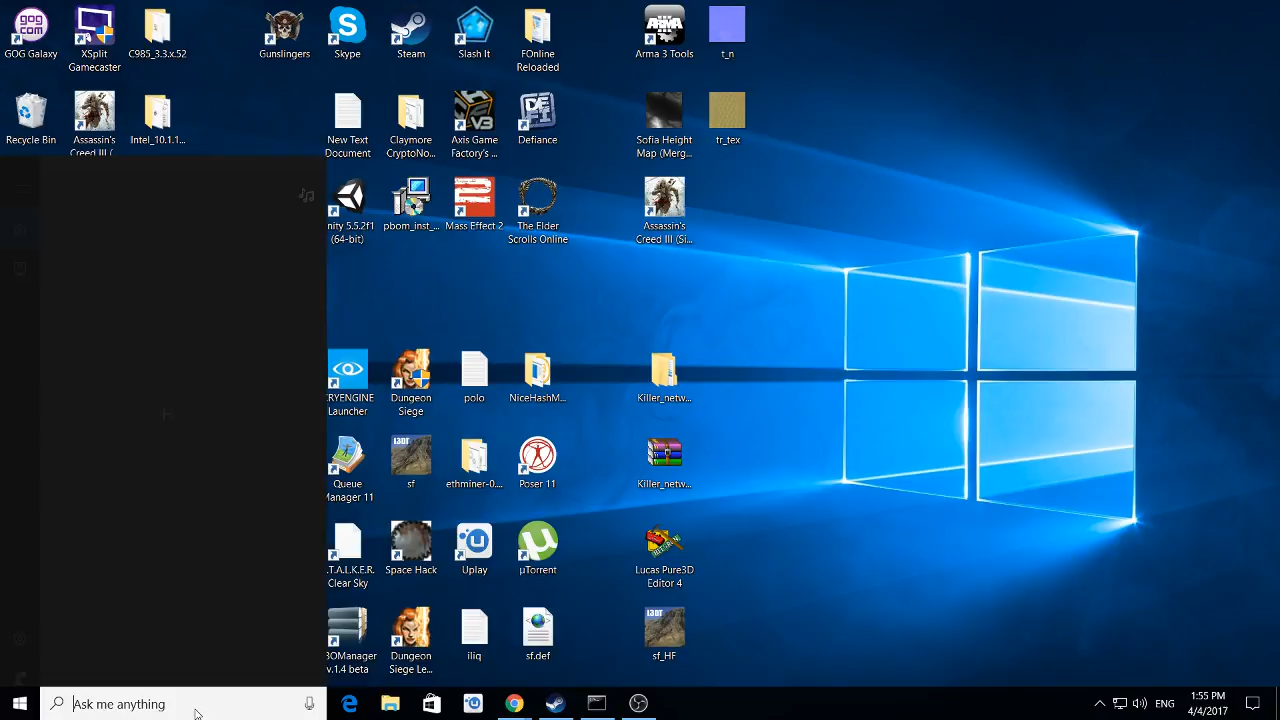 GOG Galaxy
XSplit
Gamecaster
C985_3.3.x.52
Gunslingers
Skype
Steam
Slash It
FOnline
Reloaded
Arma 3 Tools
t_n
Recycle Bin
Assassin's
Creed III (...
Intel_10.1.1...
New Text
Document
Claymore
CryptoNo...
Axis Game
Factory's ...
Defianc​e
Sofia Height
Map (Merg...
tr_tex
nity 5.5.2f1
(64-bit)
pbom_inst_...
Mass Effect 2
The Elder
Scrolls Online
Assassin's
Creed III (Si...
RYENGINE
Launcher
Dungeon
Siege
polo
NiceHashM...
Killer_netw...
Queue
Manager 11
sf
ethminer-0....
Poser 11
Killer_netw...
.T.A.L.K.E.R.
Clear Sky
Space Hack
Uplay
µTorrent
Lucas Pure3D
Editor 4
BOManager
v.1.4 beta
Dungeon
Siege Le...
iliq
sf.def
sf_HF
Ask me anything
ENG
1:55 PM
4/4/2017